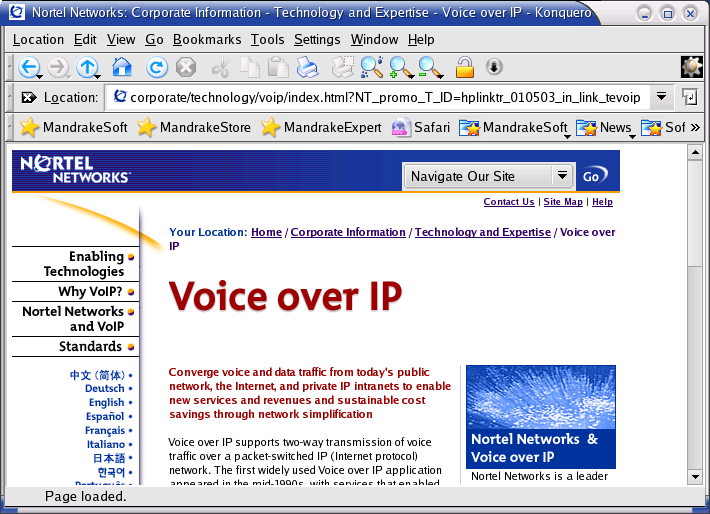 Nortel Networks: Corporate Information - Technology and Expertise - Voice over IP - Konquero
Location Edit View Go Bookmarks Tools Settings Window Help
Location: corporate/technology/voip/index.html?NT_promo_T_ID=hplinktr_010503_in_link_tevoip
MandrakeSoft MandrakeStore MandrakeExpert Safari MandrakeSoft News Sof »
NORTEL
NETWORKS
Navigate Our Site Go
Contact Us | Site Map | Help
Your Location: Home / Corporate Information / Technology and Expertise / Voice over
IP
Enabling
Technologies
Why VoIP?
Nortel Networks
and VoIP
Standards
中文 (简体)
Deutsch
English
Español
Français
Italiano
日本語
한국어
Português
Voice over IP
Converge voice and data traffic from today's public
network, the Internet, and private IP intranets to enable
new services and revenues and sustainable cost
savings through network simplification
Voice over IP supports two-way transmission of voice
traffic over a packet-switched IP (Internet protocol)
network. The first widely used Voice over IP application
appeared in the mid-1990s, with services that enabled
Nortel Networks &
Voice over IP
Nortel Networks is a leader
Page loaded.